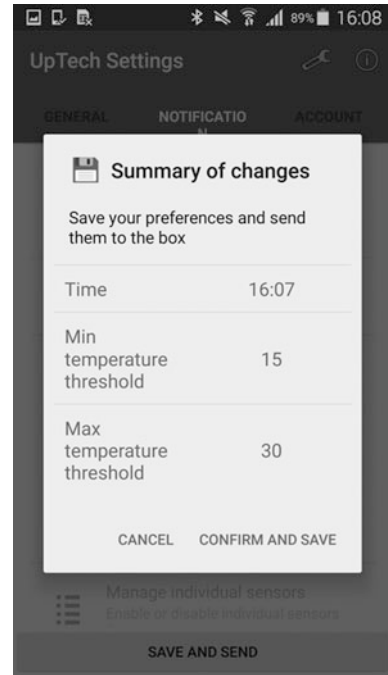 89% 16:08
UpTech Settings
GENERAL NOTIFICATIO ACCOUNT
N
Summary of changes
Save your preferences and send
them to the box
Time 16:07
Min
temperature 15
threshold
Max
temperature 30
threshold
CANCEL CONFIRM AND SAVE
Manage individual sensors
Enable or disable individual sensors
SAVE AND SEND